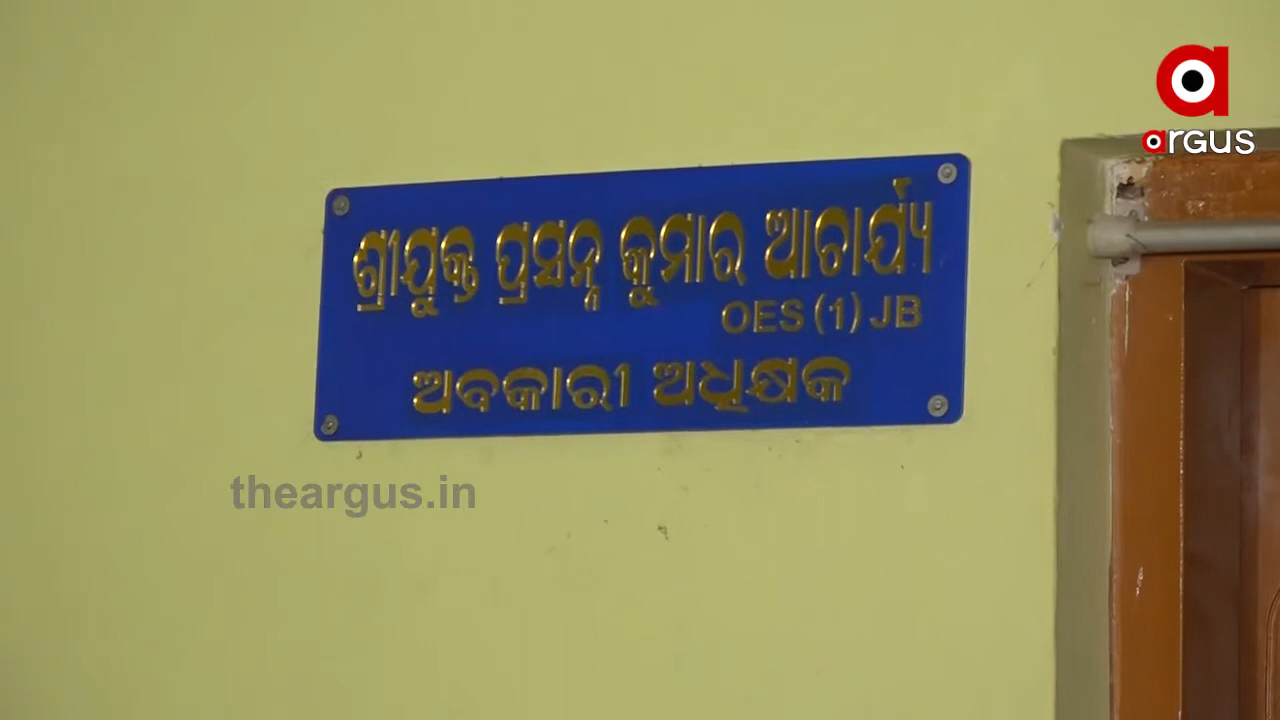 argus
ଶ୍ରୀଯୁକ୍ତ ପ୍ରସନ୍ନ କୁମାର ଆଚାର୍ଯ୍ୟ
OES (1) JB
ଅବକାରୀ ଅଧିକ୍ଷକ
theargus.in